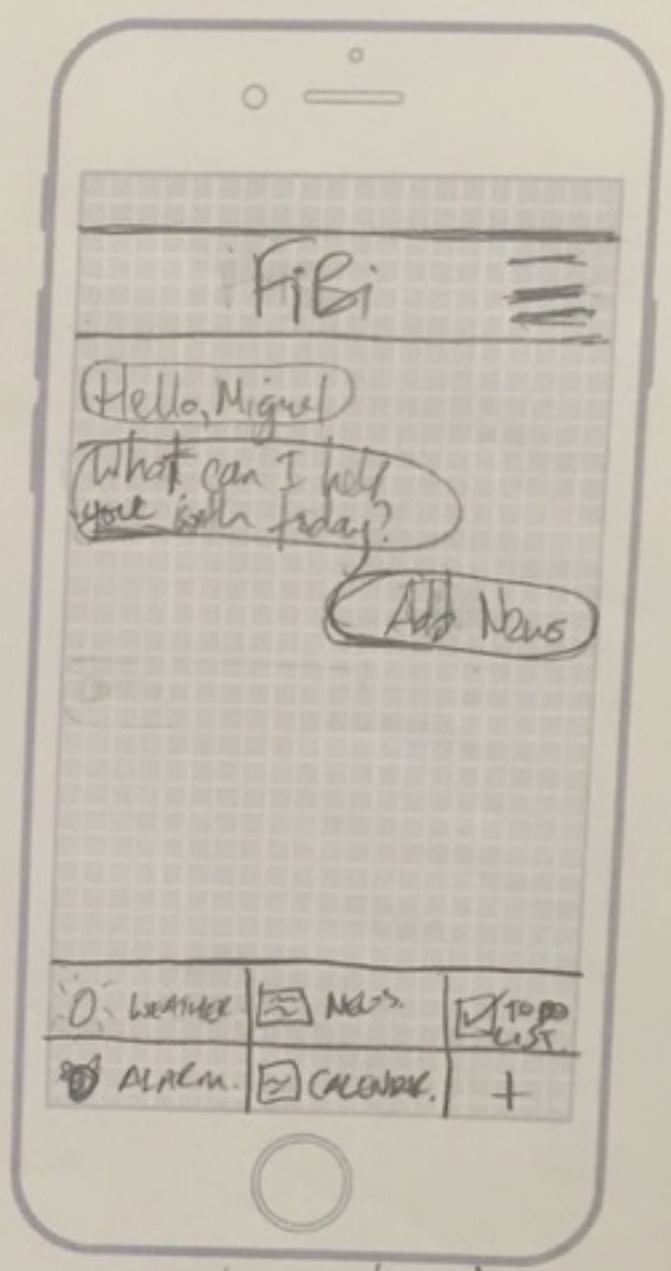 FiBi
Hello, Miguel
What can I help
you with today?
Add News
WEATHER
NEWS.
TO DO
LIST
ALARM.
CALENDAR.
+